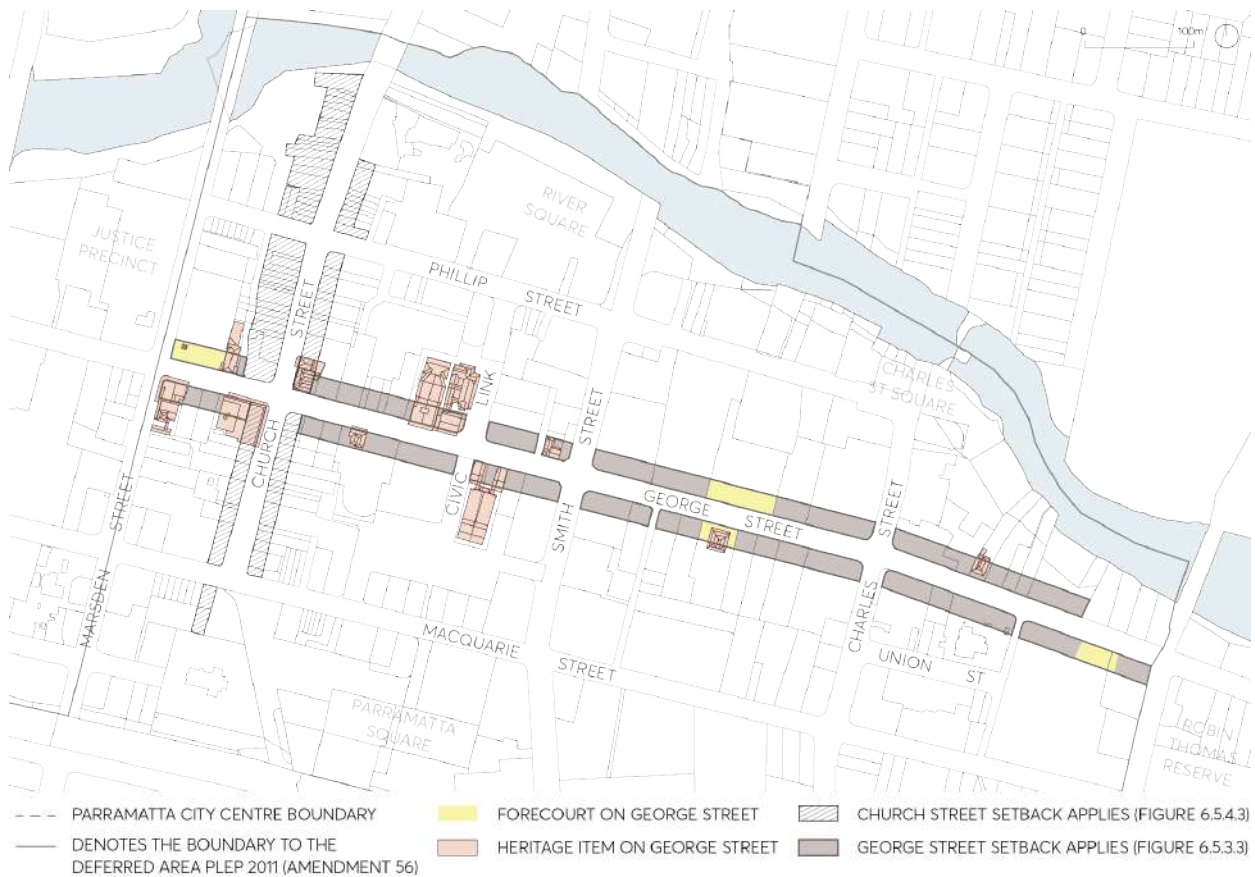 0 100m
RIVER
SQUARE
JUSTICE
PRECINCT
PHILLIP STREET
STREET
CHURCH
LINK
CIVIC
STREET
SMITH
CHARLES
ST SQUARE
GEORGE STREET
STREET
CHARLES
MARSDEN STREET
MACQUARIE STREET
UNION ST
PARRAMATTA
SQUARE
ROBIN
THOMAS
RESERVE
PARRAMATTA CITY CENTRE BOUNDARY
DENOTES THE BOUNDARY TO THE
DEFERRED AREA PLEP 2011 (AMENDMENT 56)
FORECOURT ON GEORGE STREET
HERITAGE ITEM ON GEORGE STREET
CHURCH STREET SETBACK APPLIES (FIGURE 6.5.4.3)
GEORGE STREET SETBACK APPLIES (FIGURE 6.5.3.3)